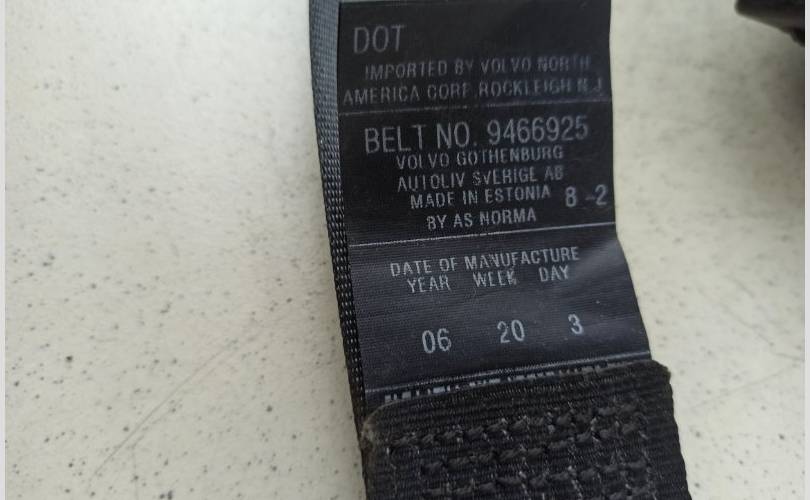 DOT
IMPORTED BY VOLVO NORTH
AMERICA CORP. ROCKLEIGH N.J
BELT NO. 9466925
VOLVO GOTHENBURG
AUTOLIV SVERIGE AB
MADE IN ESTONIA 8-2
BY AS NORMA
DATE OF MANUFACTURE
YEAR WEEK DAY
06 20 3